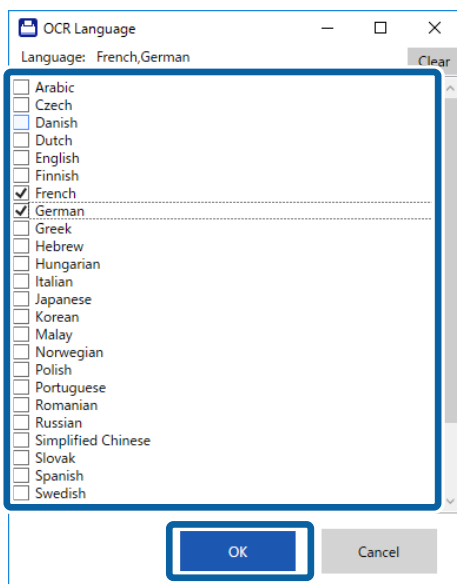 OCR Language
Language: French,German
Clear
Arabic
Czech
Danish
Dutch
English
Finnish
French
German
Greek
Hebrew
Hungarian
Italian
Japanese
Korean
Malay
Norwegian
Polish
Portuguese
Romanian
Russian
Simplified Chinese
Slovak
Spanish
Swedish
OK Cancel